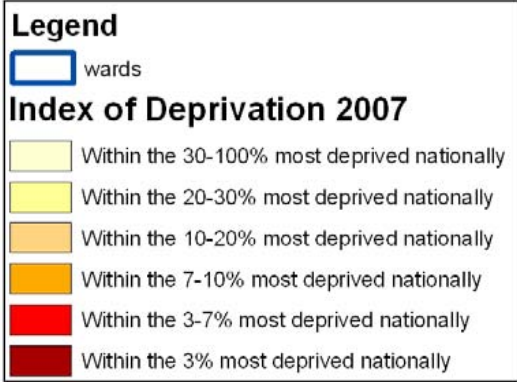 Legend
wards
Index of Deprivation 2007
Within the 30-100% most deprived nationally
Within the 20-30% most deprived nationally
Within the 10-20% most deprived nationally
Within the 7-10% most deprived nationally
Within the 3-7% most deprived nationally
Within the 3% most deprived nationally